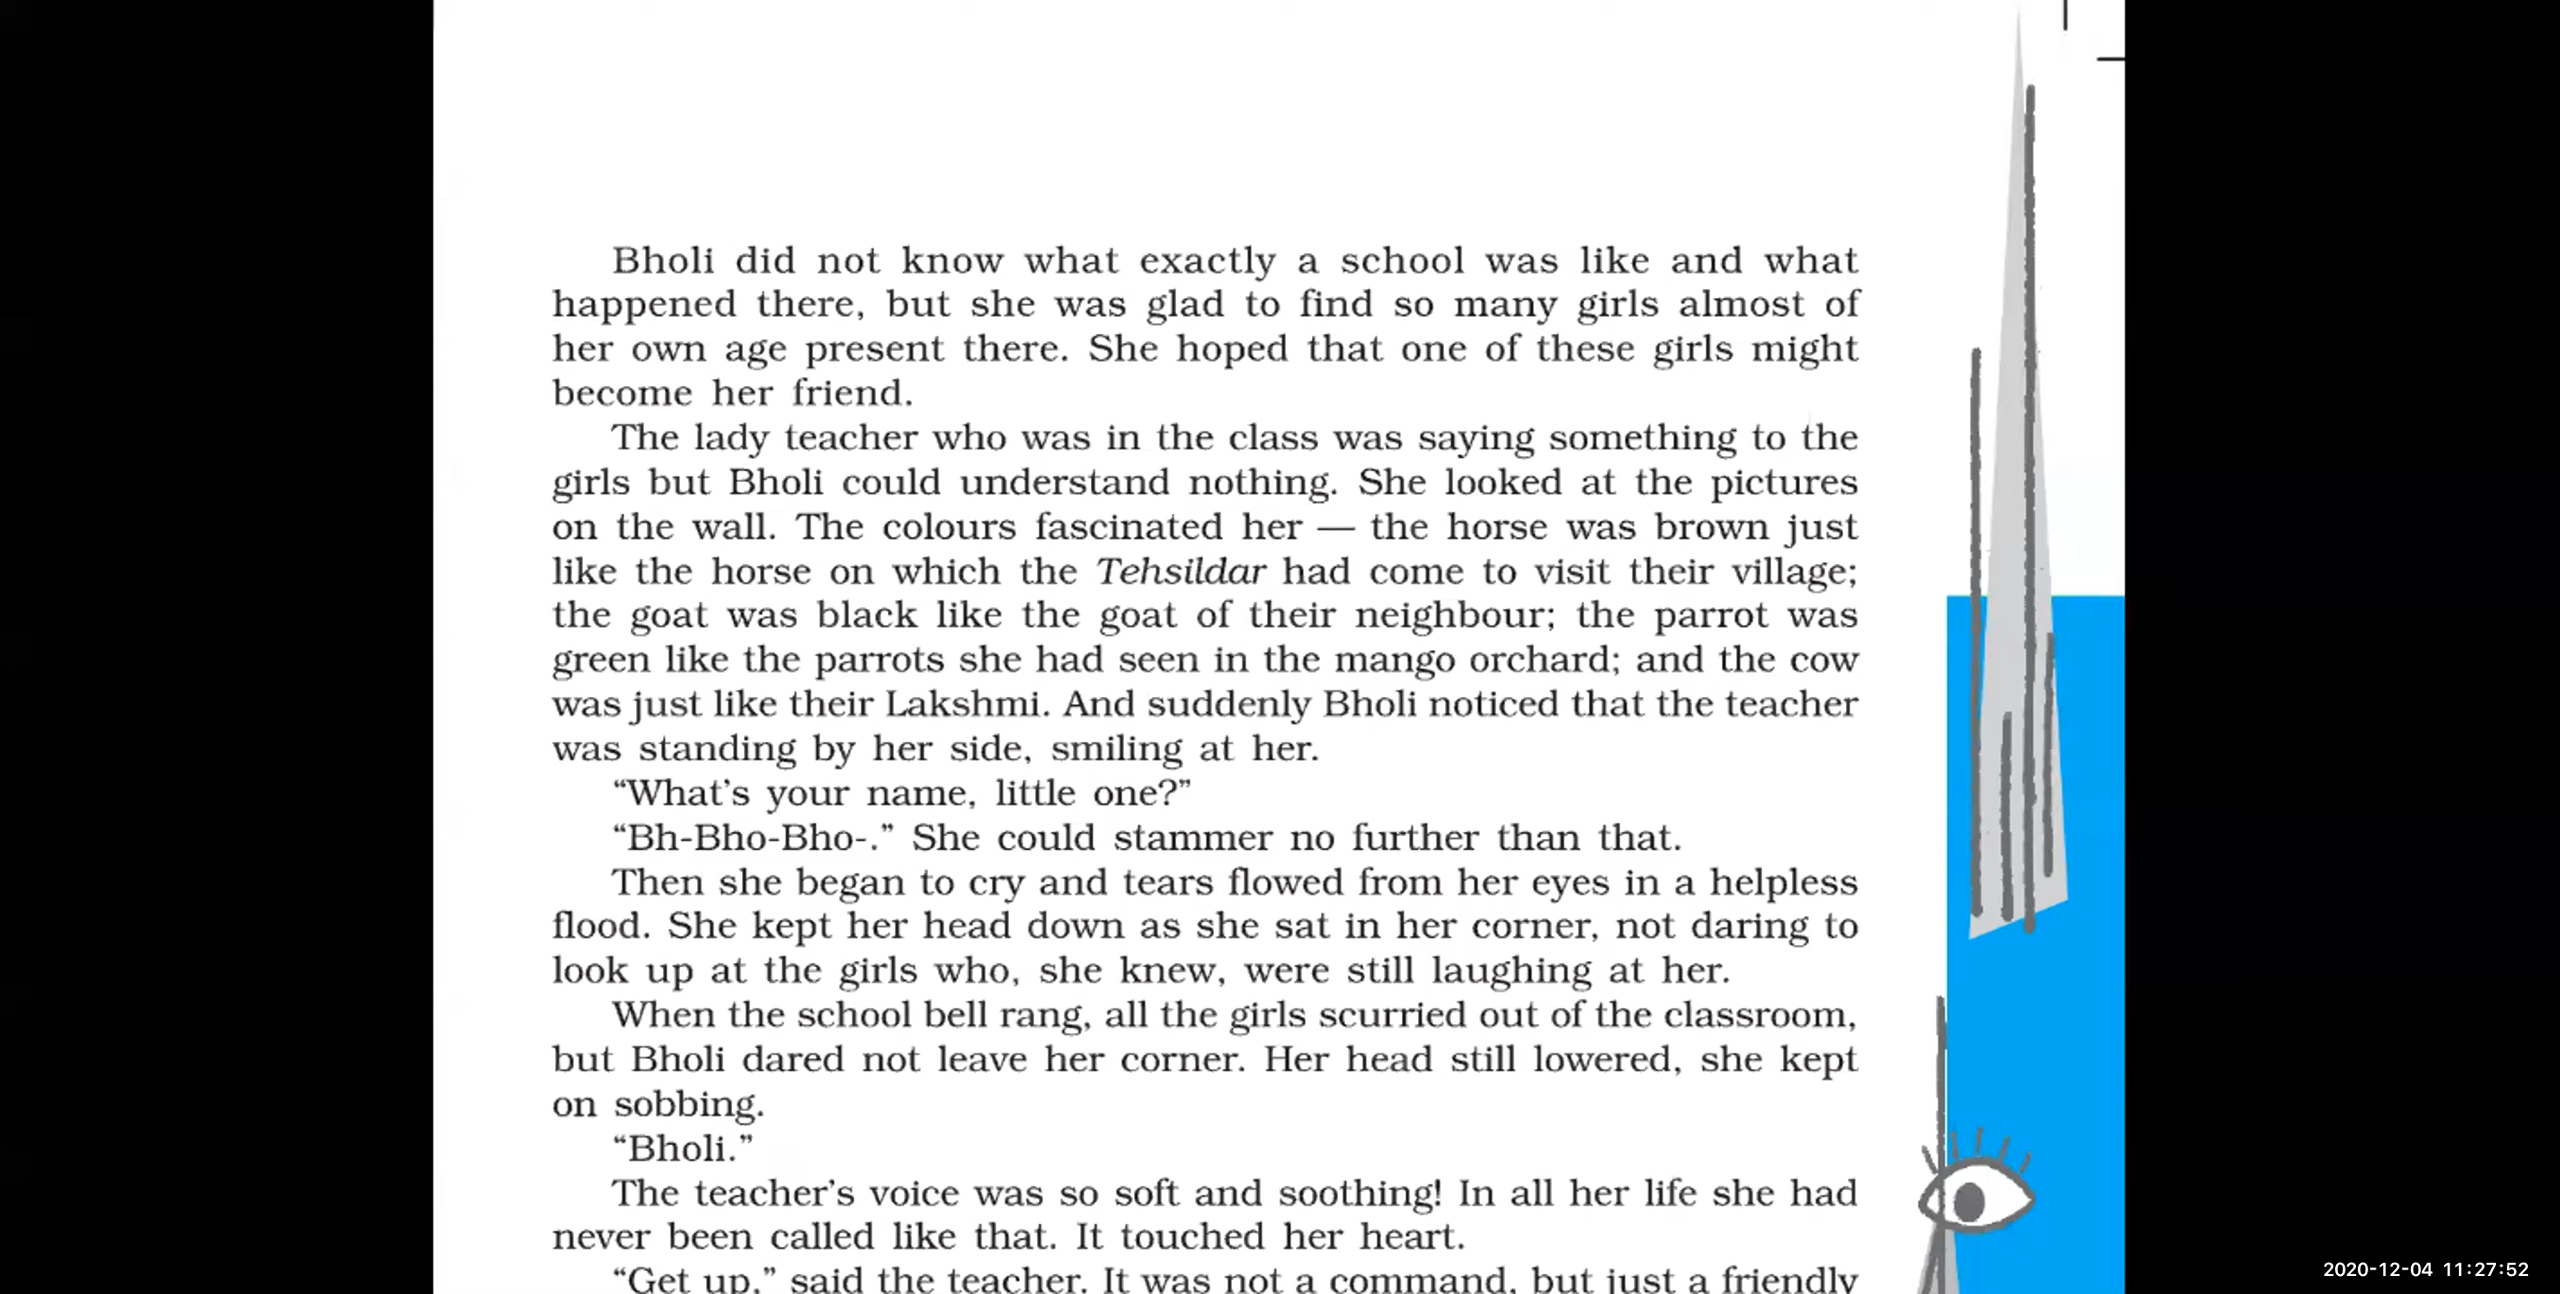 Bholi did not know what exactly a school was like and what
happened there, but she was glad to find so many girls almost of
her own age present there. She hoped that one of these girls might
become her friend.
The lady teacher who was in the class was saying something to the
girls but Bholi could understand nothing. She looked at the pictures
on the wall. The colours fascinated her — the horse was brown just
like the horse on which the Tehsildar had come to visit their village;
the goat was black like the goat of their neighbour; the parrot was
green like the parrots she had seen in the mango orchard; and the cow
was just like their Lakshmi. And suddenly Bholi noticed that the teacher
was standing by her side, smiling at her.
“What’s your name, little one?”
“Bh-Bho-Bho-.” She could stammer no further than that.
Then she began to cry and tears flowed from her eyes in a helpless
flood. She kept her head down as she sat in her corner, not daring to
look up at the girls who, she knew, were still laughing at her.
When the school bell rang, all the girls scurried out of the classroom,
but Bholi dared not leave her corner. Her head still lowered, she kept
on sobbing.
“Bholi.”
The teacher’s voice was so soft and soothing! In all her life she had
never been called like that. It touched her heart.
“Get up,” said the teacher. It was not a command, but just a friendly
2020-12-04 11:27:52